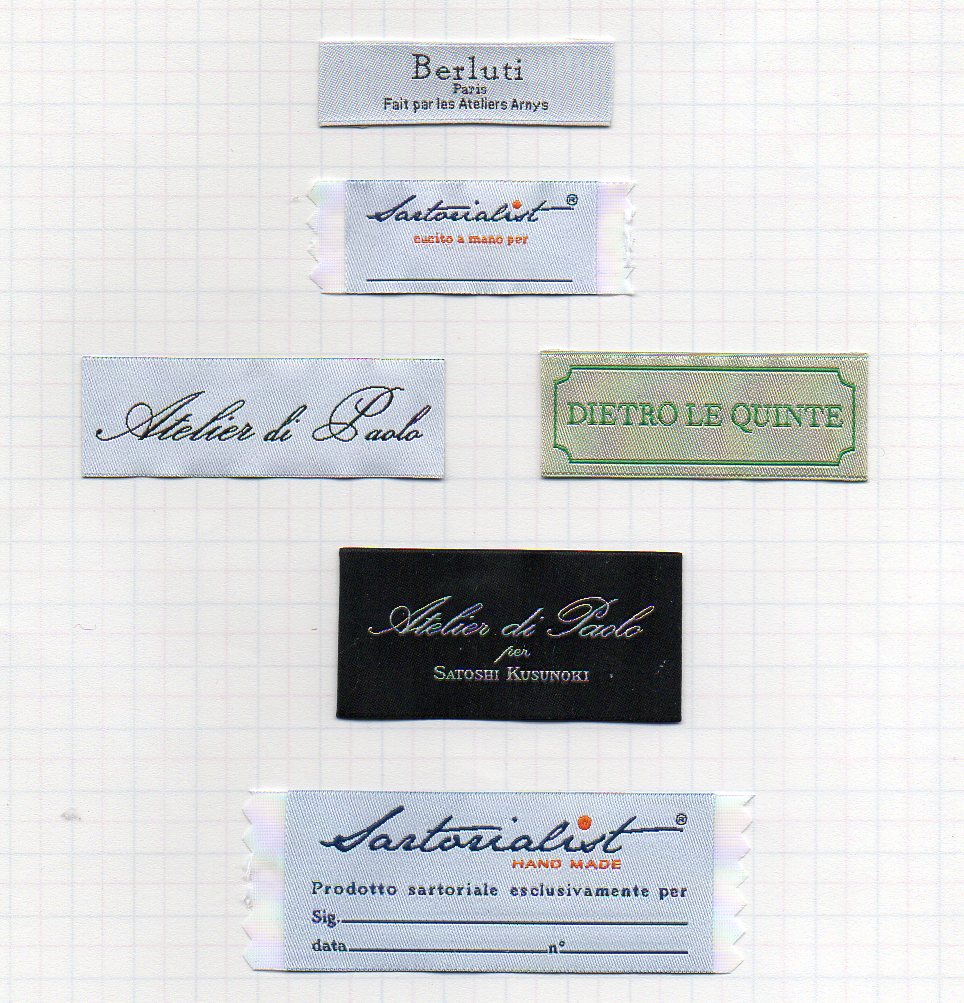 Berluti
Paris
Fait par les Ateliers Arnys
Sartorialist ®
cucito a mano per
Atelier di Paolo
DIETRO LE QUINTE
Atelier di Paolo
per
SATOSHI KUSUNOKI
Sartorialist ®
HAND MADE
Prodotto sartoriale esclusivamente per
Sig.
data n°